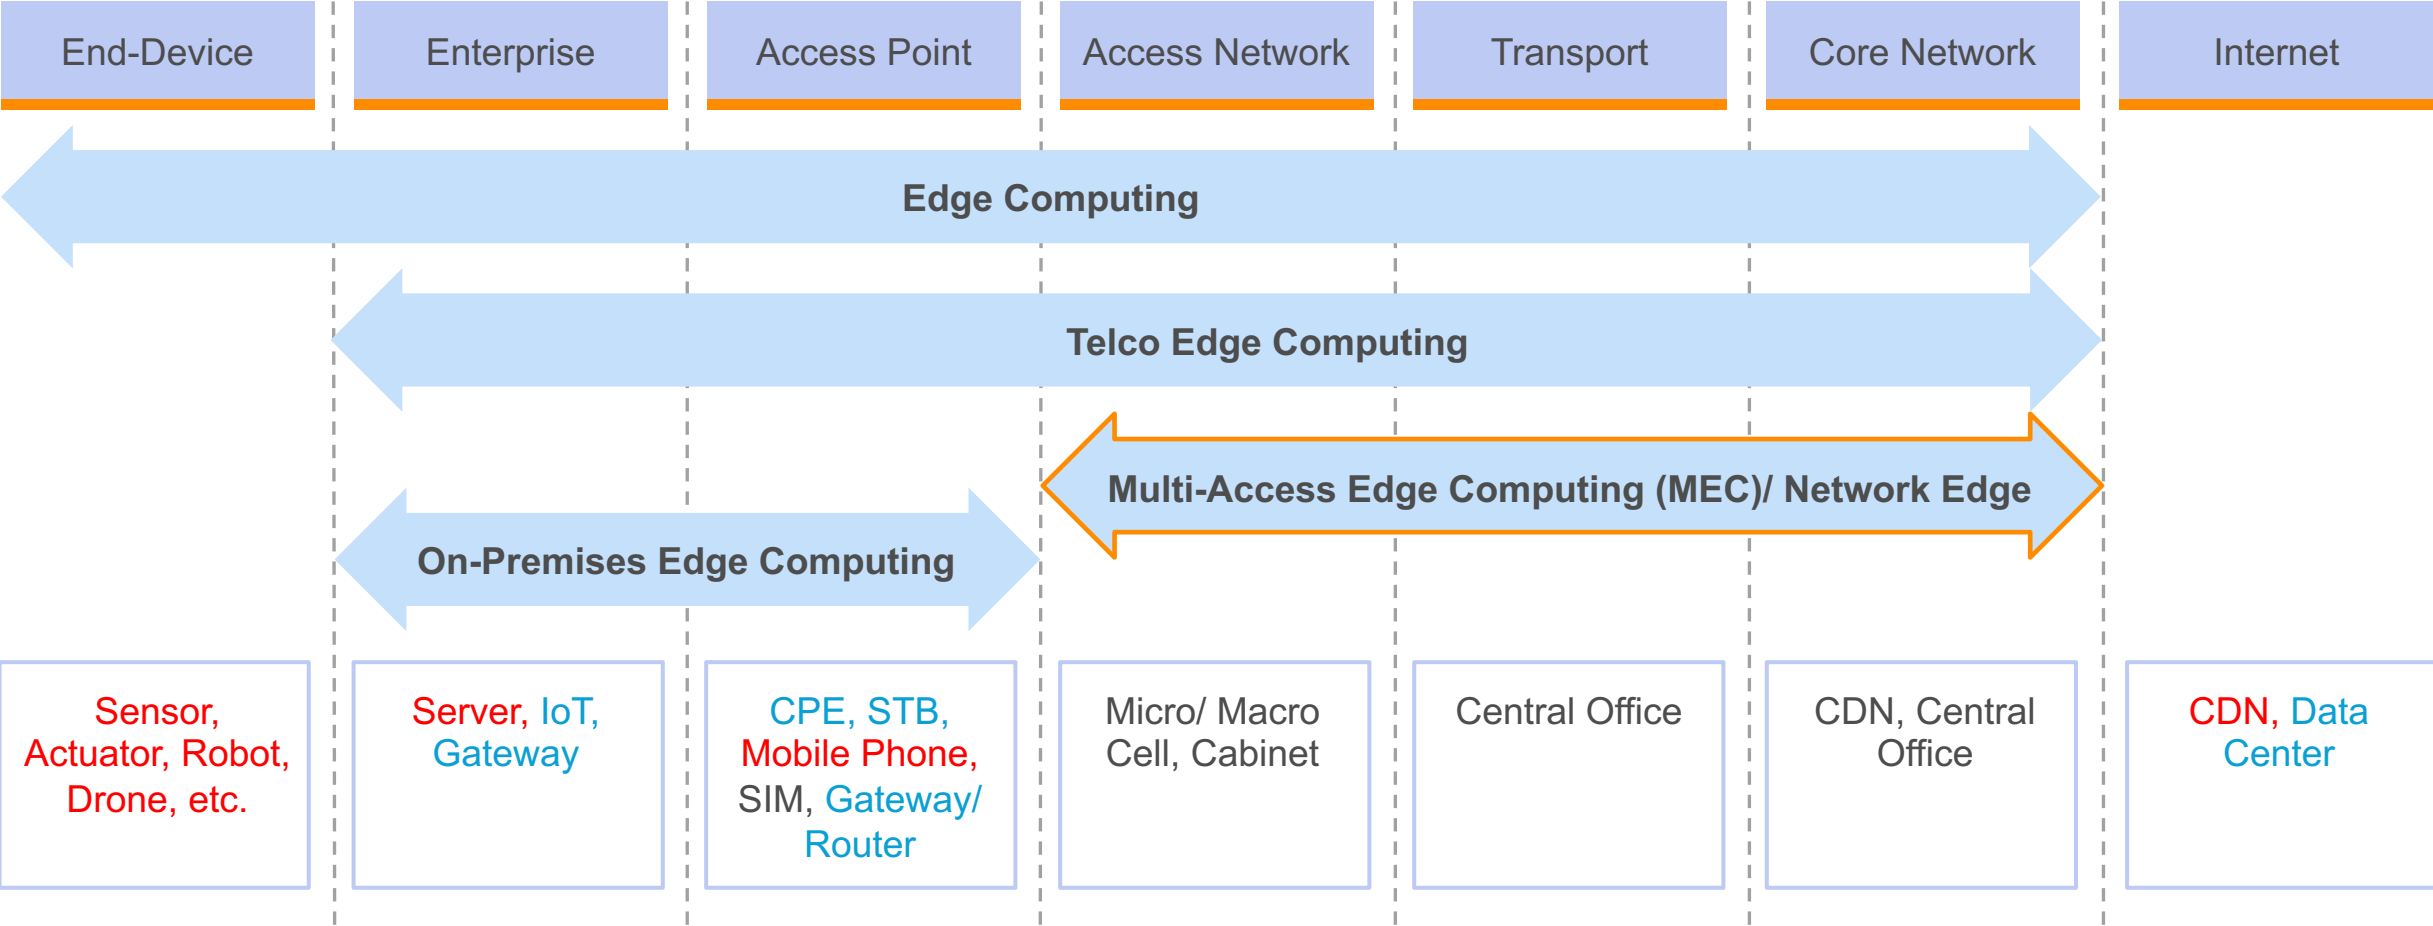 End-Device
Enterprise
Access Point
Access Network
Transport
Core Network
Internet
Edge Computing
Telco Edge Computing
Multi-Access Edge Computing (MEC)/ Network Edge
On-Premises Edge Computing
Sensor,
Actuator, Robot,
Drone, etc.
Server, IoT,
Gateway
CPE, STB,
Mobile Phone,
SIM, Gateway/
Router
Micro/ Macro
Cell, Cabinet
Central Office
CDN, Central
Office
CDN, Data
Center